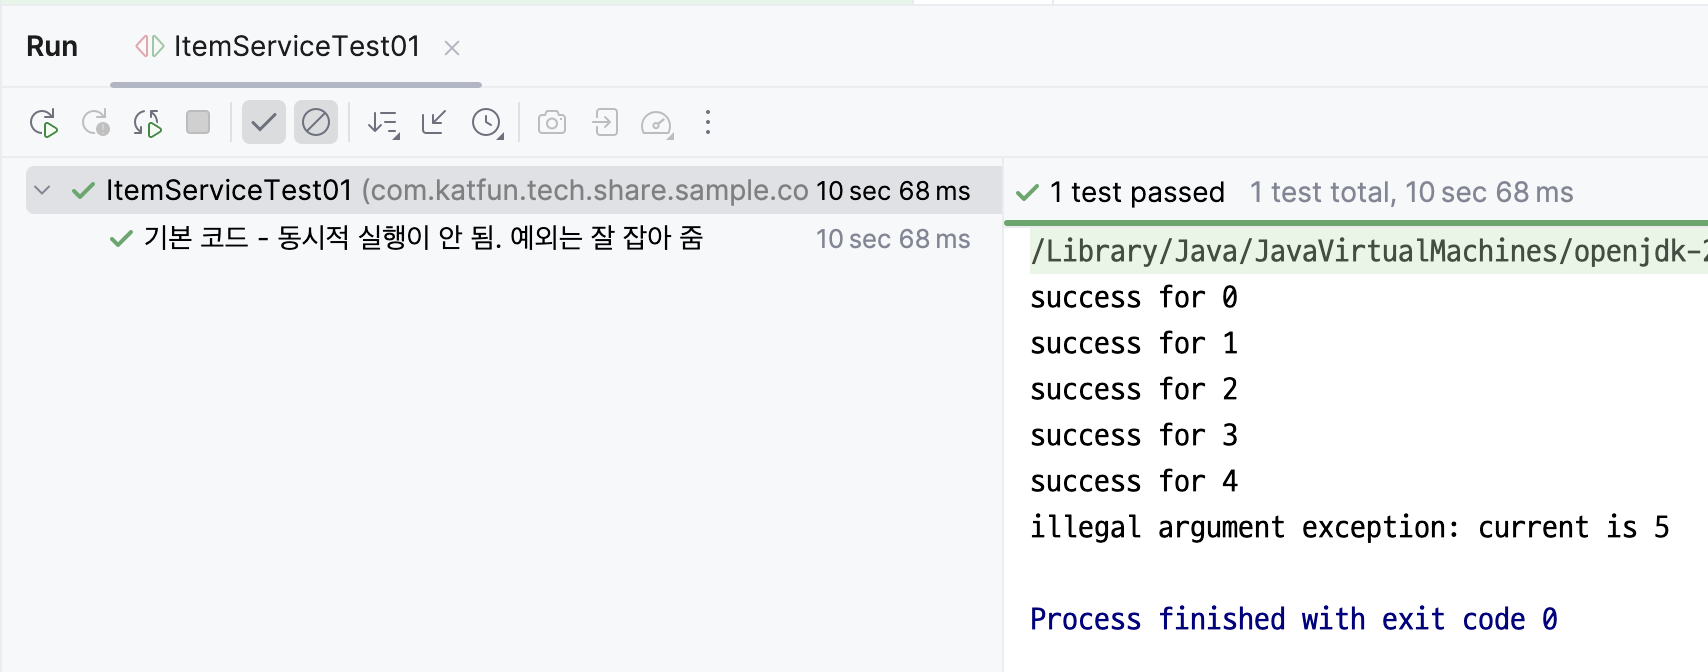 Run ItemServiceTest01
ItemServiceTest01 (com.katfun.tech.share.sample.co 10 sec 68 ms
기본 코드 - 동시적 실행이 안 됨. 예외는 잘 잡아 줌 10 sec 68 ms
1 test passed 1 test total, 10 sec 68 ms
/Library/Java/JavaVirtualMachines/openjdk-2
success for 0
success for 1
success for 2
success for 3
success for 4
illegal argument exception: current is 5
Process finished with exit code 0